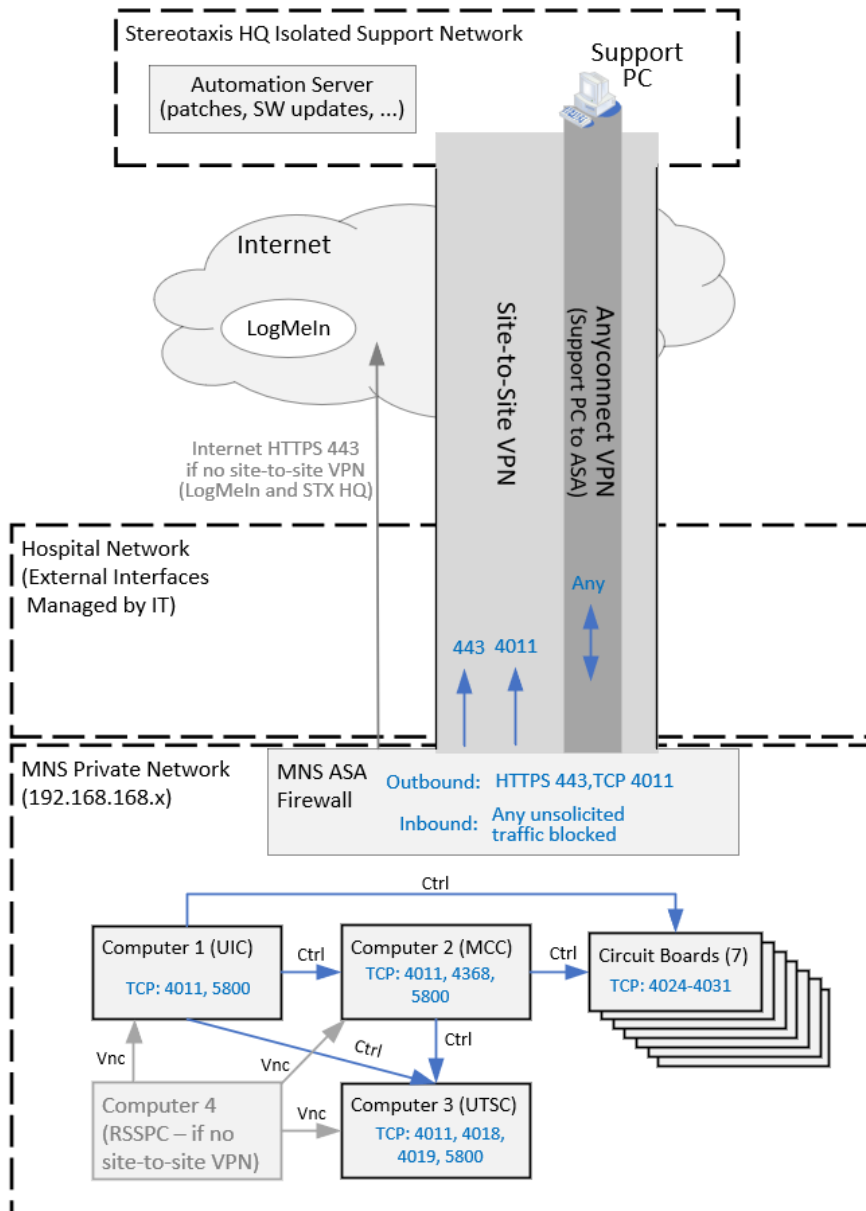 Stereotaxis HQ Isolated Support Network
Automation Server
(patches, SW updates, ...)
Support
PC
Internet
LogMeIn
Site-to-Site VPN
Anyconnect VPN
(Support PC to ASA)
Internet HTTPS 443
if no site-to-site VPN
(LogMeIn and STX HQ)
Hospital Network
(External Interfaces
Managed by IT)
Any
443 4011
MNS Private Network
(192.168.168.x)
MNS ASA
Firewall
Outbound: HTTPS 443,TCP 4011
Inbound: Any unsolicited
traffic blocked
Ctrl
Computer 1 (UIC)
TCP: 4011, 5800
Ctrl
Computer 2 (MCC)
TCP: 4011, 4368,
5800
Ctrl
Circuit Boards (7)
TCP: 4024-4031
Vnc
Vnc
Ctrl
Ctrl
Computer 4
(RSSPC – if no
site-to-site VPN)
Vnc
Computer 3 (UTSC)
TCP: 4011, 4018,
4019, 5800